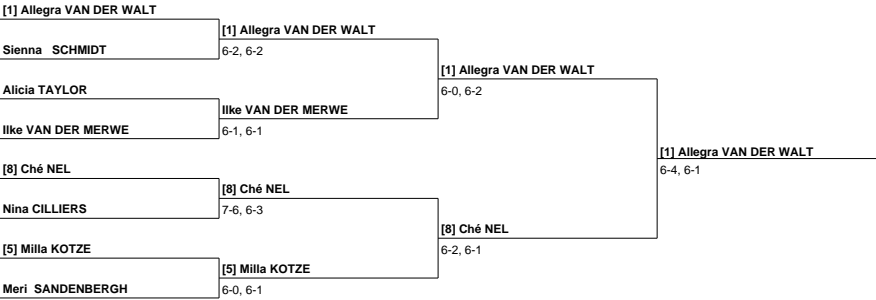 [1] Allegra VAN DER WALT
[1] Allegra VAN DER WALT
Sienna SCHMIDT
6-2, 6-2
[1] Allegra VAN DER WALT
Alicia TAYLOR
6-0, 6-2
Ilke VAN DER MERWE
Ilke VAN DER MERWE
6-1, 6-1
[1] Allegra VAN DER WALT
[8] Ché NEL
6-4, 6-1
[8] Ché NEL
Nina CILLIERS
7-6, 6-3
[8] Ché NEL
[5] Milla KOTZE
6-2, 6-1
[5] Milla KOTZE
Meri SANDENBERGH
6-0, 6-1